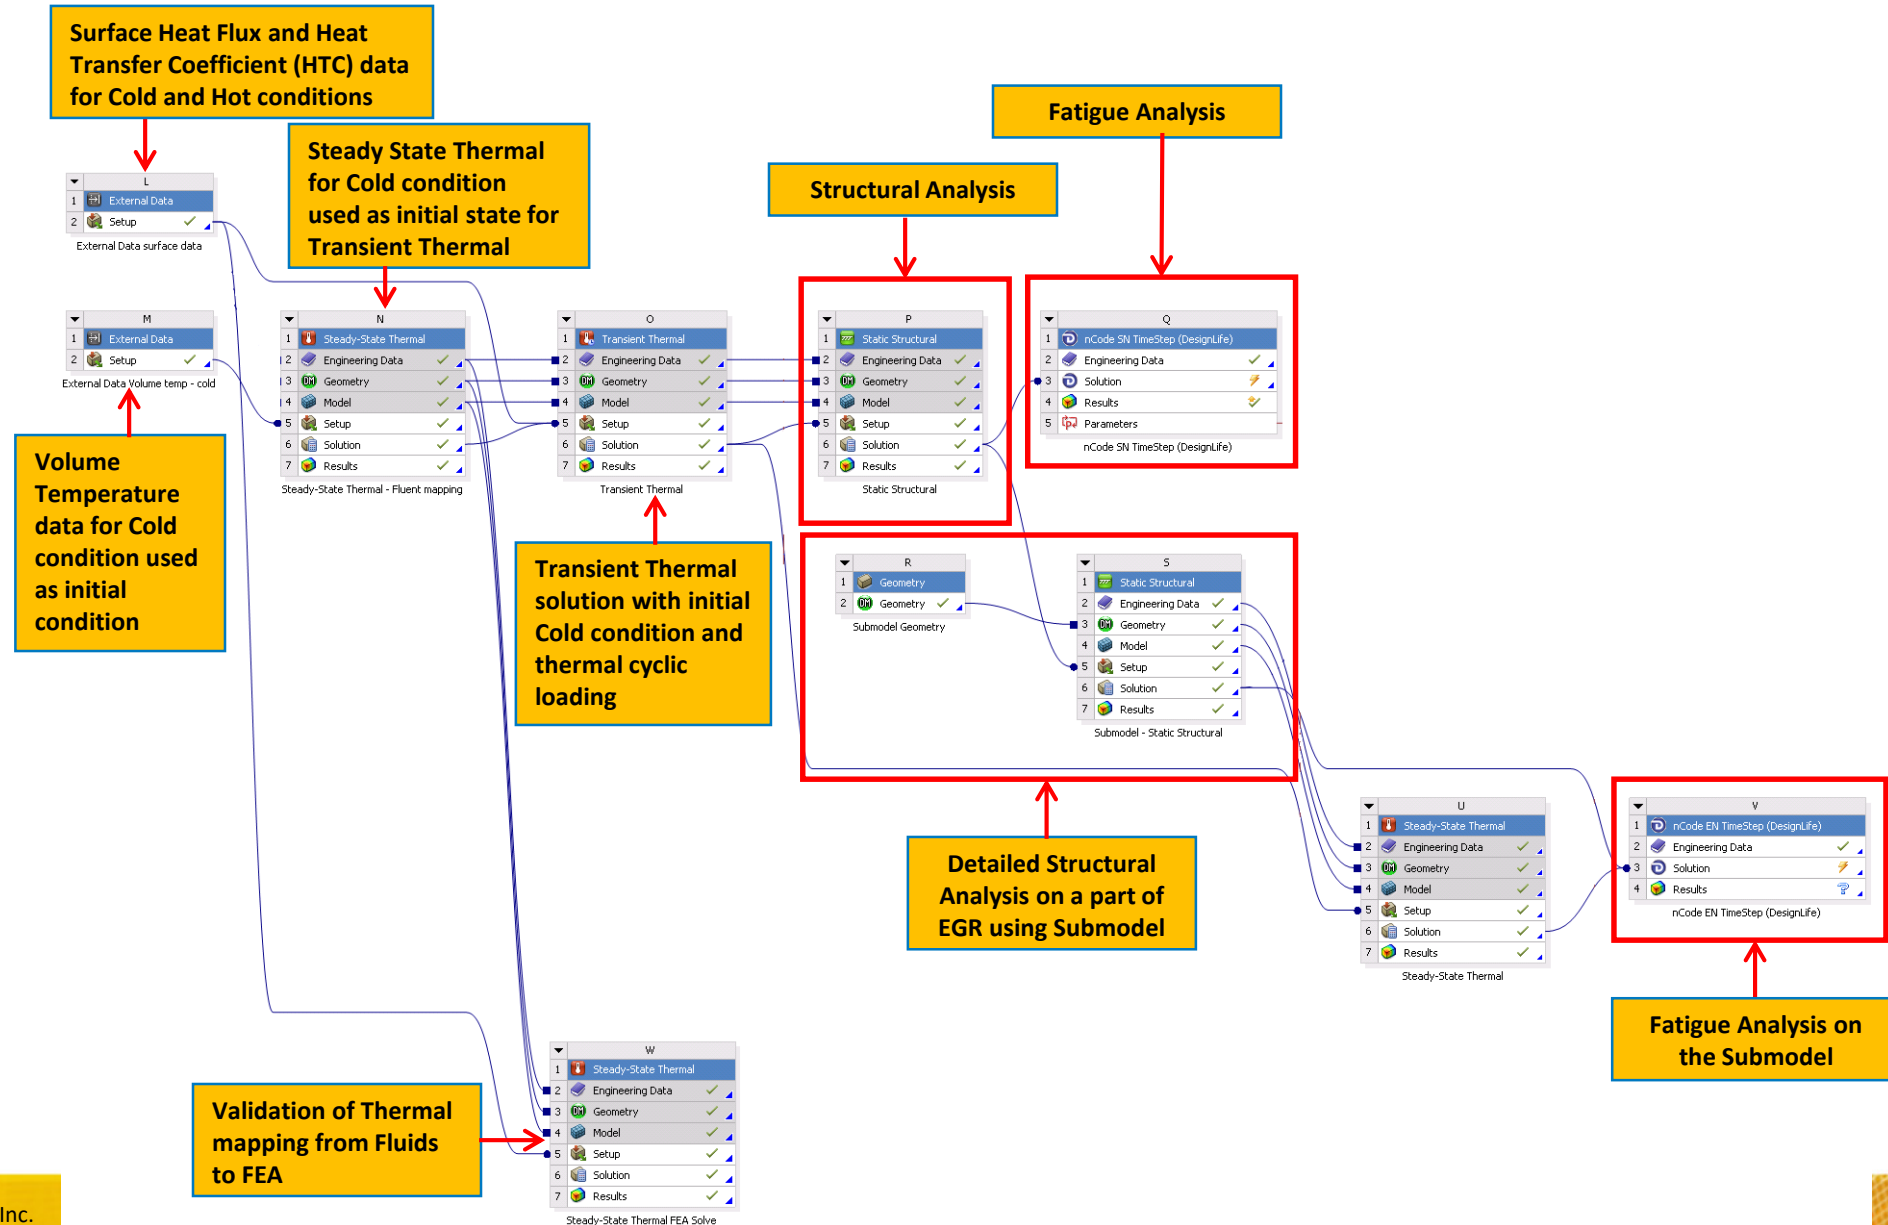 Surface Heat Flux and Heat
Transfer Coefficient (HTC) data
for Cold and Hot conditions
Steady State Thermal
for Cold condition
used as initial state for
Transient Thermal
Structural Analysis
Fatigue Analysis
L
1 External Data
2 Setup
External Data surface data
M
1 External Data
2 Setup
External Data Volume temp - cold
Volume
Temperature
data for Cold
condition used
as initial
condition
N
1 Steady-State Thermal
2 Engineering Data
3 Geometry
4 Model
5 Setup
6 Solution
7 Results
Steady-State Thermal - Fluent mapping
O
1 Transient Thermal
2 Engineering Data
3 Geometry
4 Model
5 Setup
6 Solution
7 Results
Transient Thermal
Transient Thermal
solution with initial
Cold condition and
thermal cyclic
loading
P
1 Static Structural
2 Engineering Data
3 Geometry
4 Model
5 Setup
6 Solution
7 Results
Static Structural
Q
1 nCode SN TimeStep (DesignLife)
2 Engineering Data
3 Solution
4 Results
5 Parameters
nCode SN TimeStep (DesignLife)
R
1 Geometry
2 Geometry
Submodel Geometry
S
1 Static Structural
2 Engineering Data
3 Geometry
4 Model
5 Setup
6 Solution
7 Results
Submodel - Static Structural
Detailed Structural
Analysis on a part of
EGR using Submodel
U
1 Steady-State Thermal
2 Engineering Data
3 Geometry
4 Model
5 Setup
6 Solution
7 Results
Steady-State Thermal
V
1 nCode EN TimeStep (DesignLife)
2 Engineering Data
3 Solution
4 Results
nCode EN TimeStep (DesignLife)
Fatigue Analysis on
the Submodel
W
1 Steady-State Thermal
2 Engineering Data
3 Geometry
4 Model
5 Setup
6 Solution
7 Results
Steady-State Thermal FEA Solve
Validation of Thermal
mapping from Fluids
to FEA
Inc.